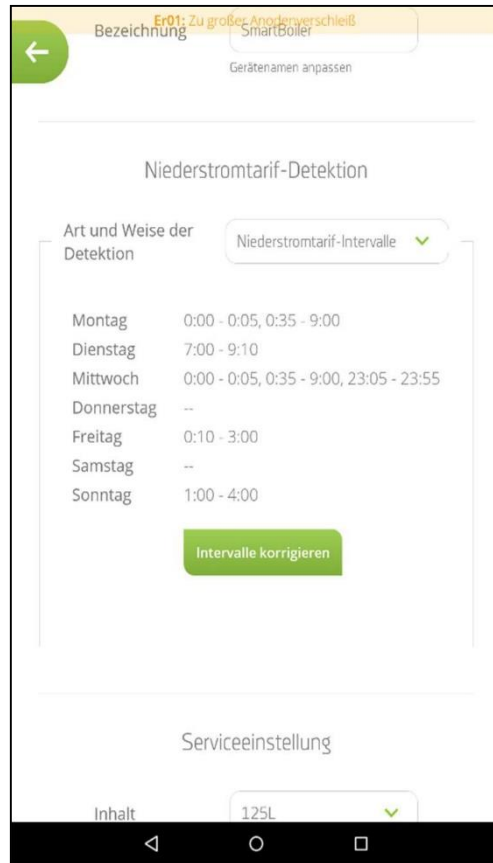 Er01: Zu großer Anodenverschleiß
Bezeichnung SmartBoiler
Gerätenamen anpassen
Niederstromtarif-Detektion
Art und Weise der
Detektion
Niederstromtarif-Intervalle
Montag 0:00 - 0:05, 0:35 - 9:00
Dienstag 7:00 - 9:10
Mittwoch 0:00 - 0:05, 0:35 - 9:00, 23:05 - 23:55
Donnerstag --
Freitag 0:10 - 3:00
Samstag --
Sonntag 1:00 - 4:00
Intervalle korrigieren
Serviceeinstellung
Inhalt 125L